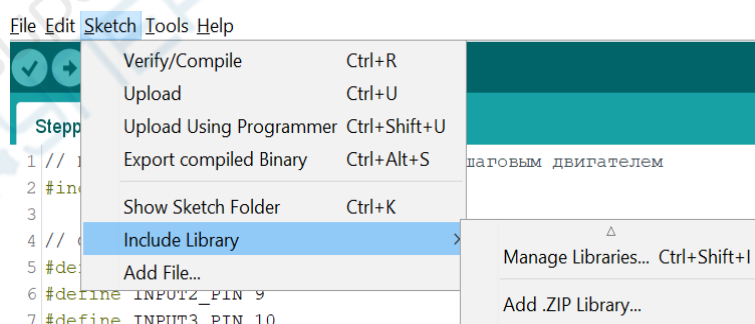 File Edit Sketch Tools Help
Verify/Compile Ctrl+R
Upload Ctrl+U
Stepp
Upload Using Programmer Ctrl+Shift+U
1 //
Export compiled Binary Ctrl+Alt+S
шаговым двигателем
2 #inc
Show Sketch Folder Ctrl+K
3
4 //
Include Library
Manage Libraries... Ctrl+Shift+I
5 #de
Add File...
6 #define INPUT2_PIN 9
Add .ZIP Library...
7 #define INPUT3_PIN 10